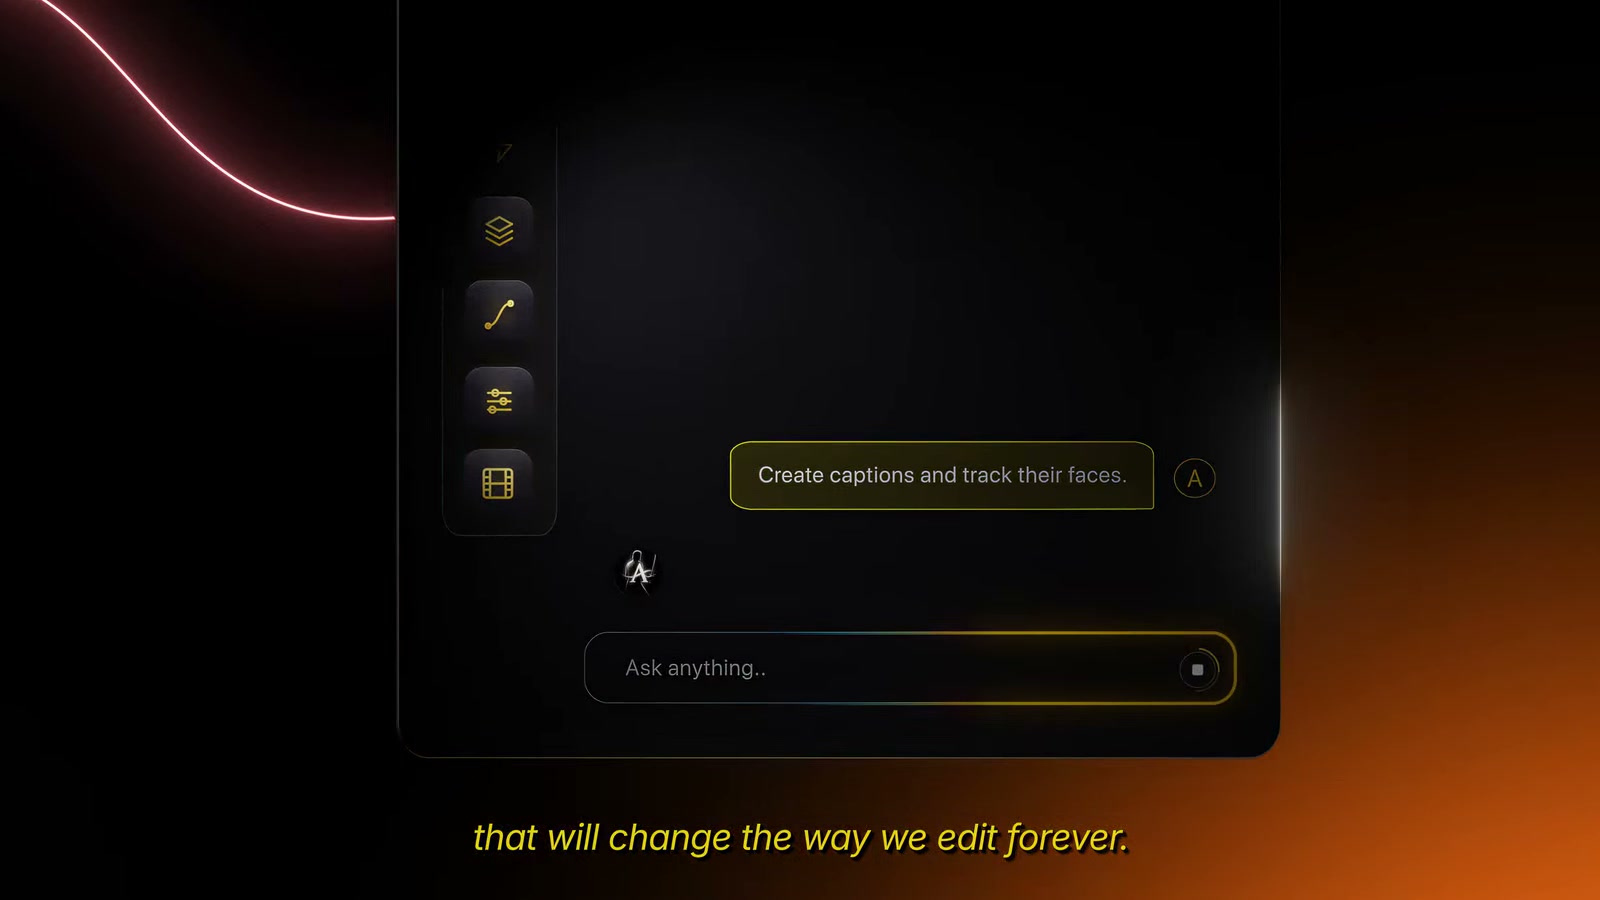 Create captions and track their faces.
A
A
Ask anything..
that will change the way we edit forever.